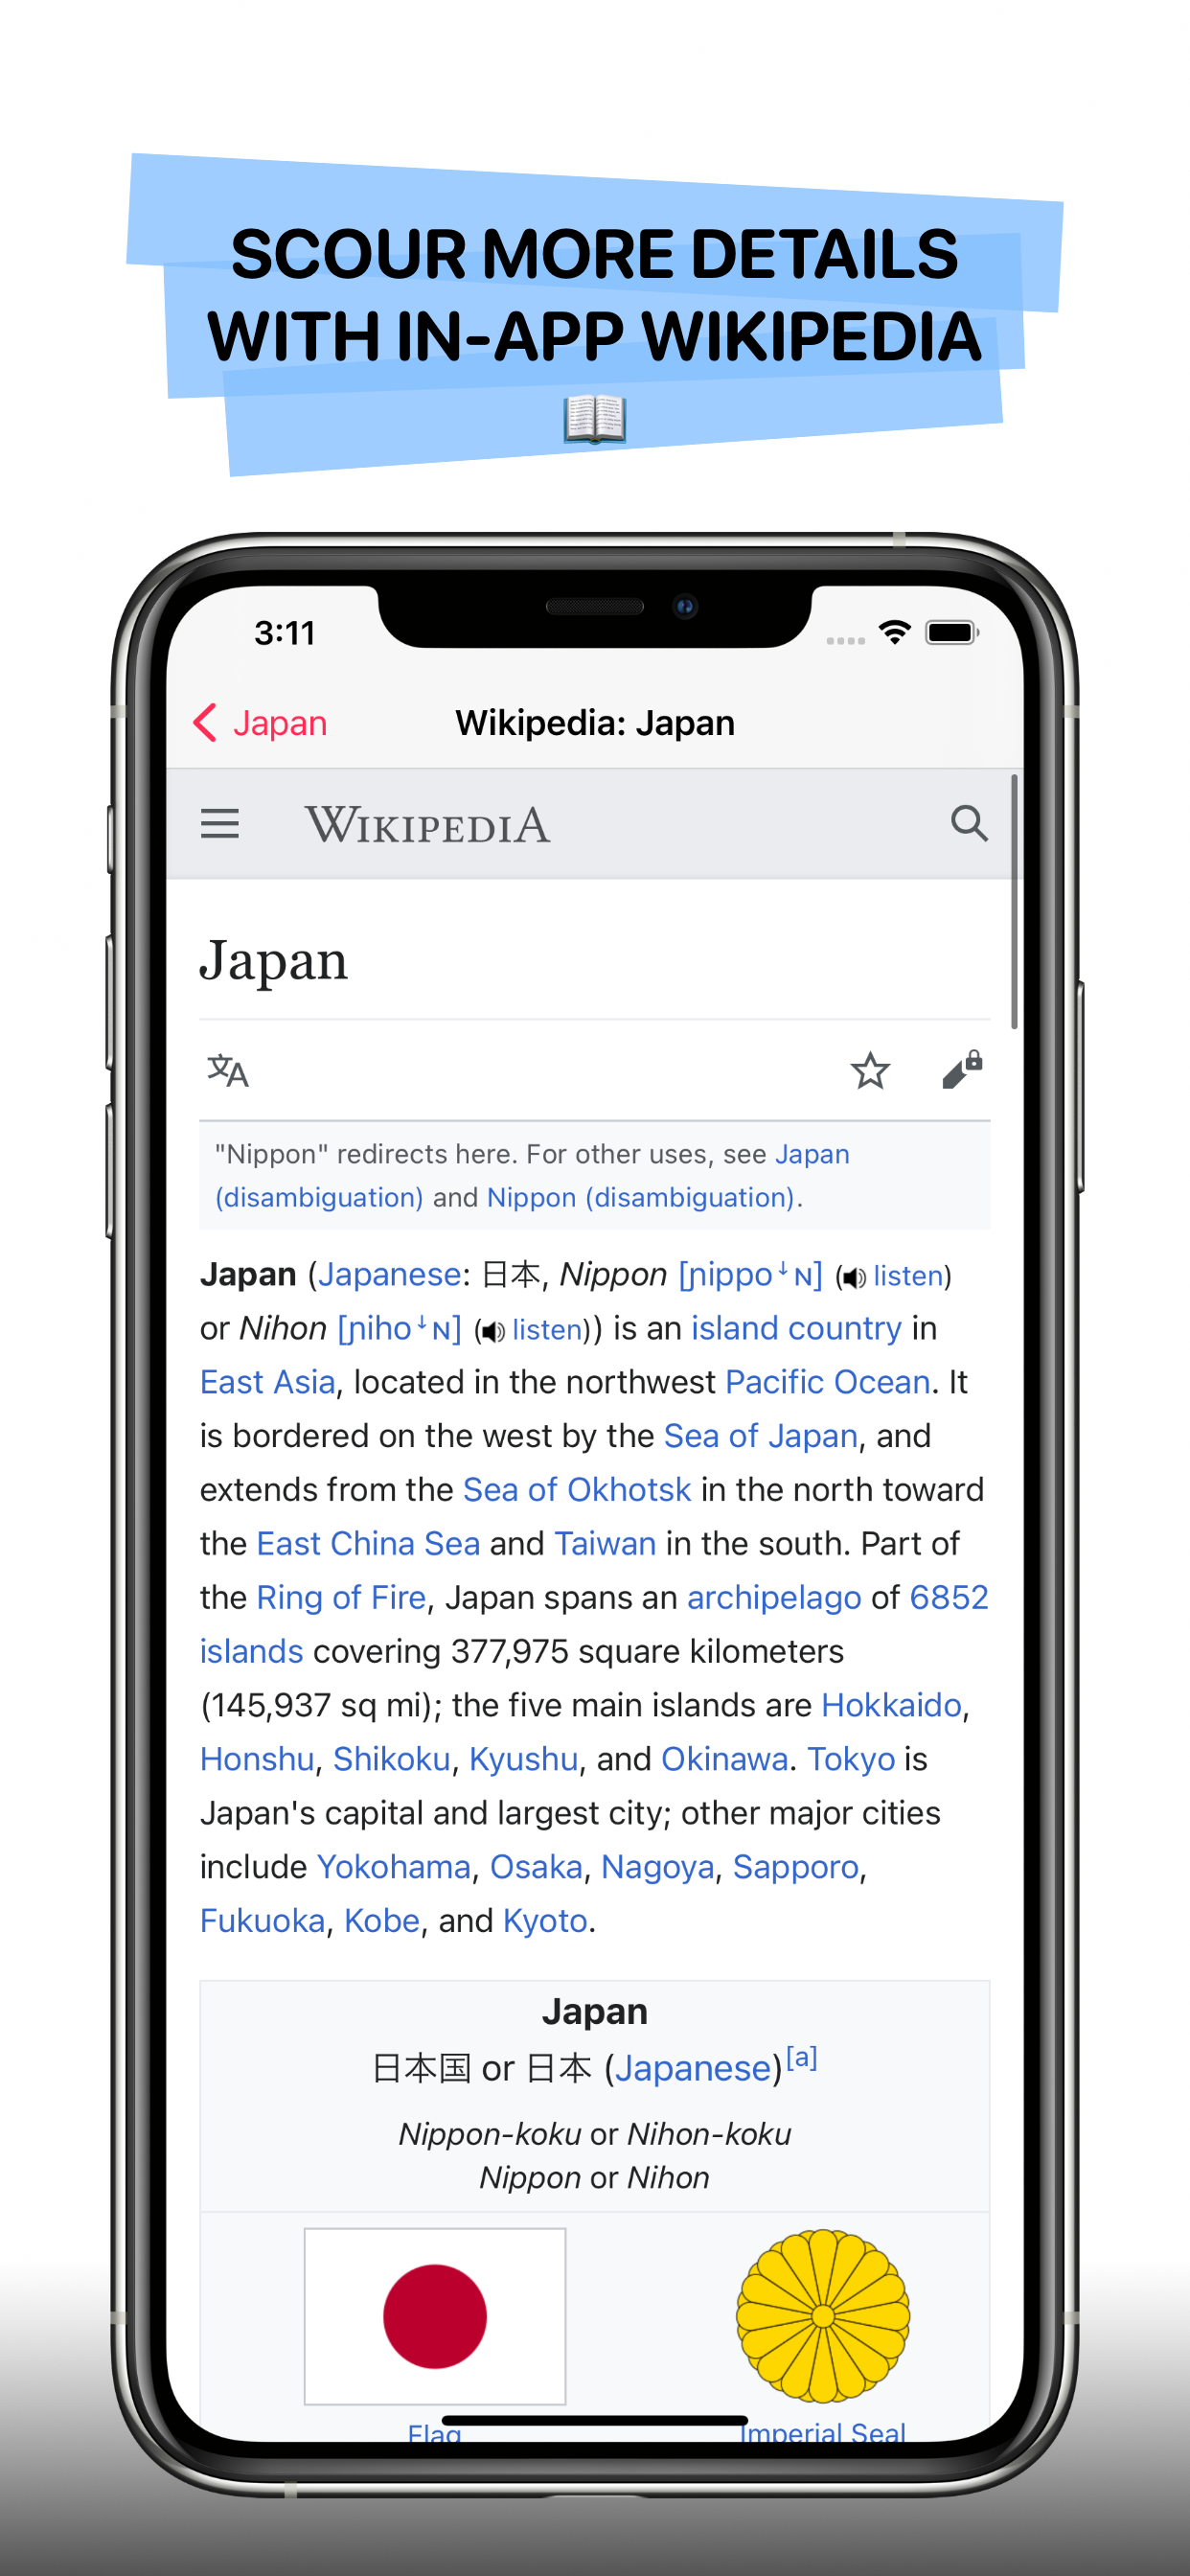 SCOUR MORE DETAILS
WITH IN-APP WIKIPEDIA
3:11
Japan
Wikipedia: Japan
WIKIPEDIA
Japan
文A
"Nippon" redirects here. For other uses, see Japan
(disambiguation) and Nippon (disambiguation).
Japan (Japanese: 日本, Nippon [ɲippoꜜɴ] (listen)
or Nihon [ɲihoꜜɴ] (listen)) is an island country in
East Asia, located in the northwest Pacific Ocean. It
is bordered on the west by the Sea of Japan, and
extends from the Sea of Okhotsk in the north toward
the East China Sea and Taiwan in the south. Part of
the Ring of Fire, Japan spans an archipelago of 6852
islands covering 377,975 square kilometers
(145,937 sq mi); the five main islands are Hokkaido,
Honshu, Shikoku, Kyushu, and Okinawa. Tokyo is
Japan's capital and largest city; other major cities
include Yokohama, Osaka, Nagoya, Sapporo,
Fukuoka, Kobe, and Kyoto.
Japan
日本国 or 日本 (Japanese)[a]
Nippon-koku or Nihon-koku
Nippon or Nihon
Flag
Imperial Seal